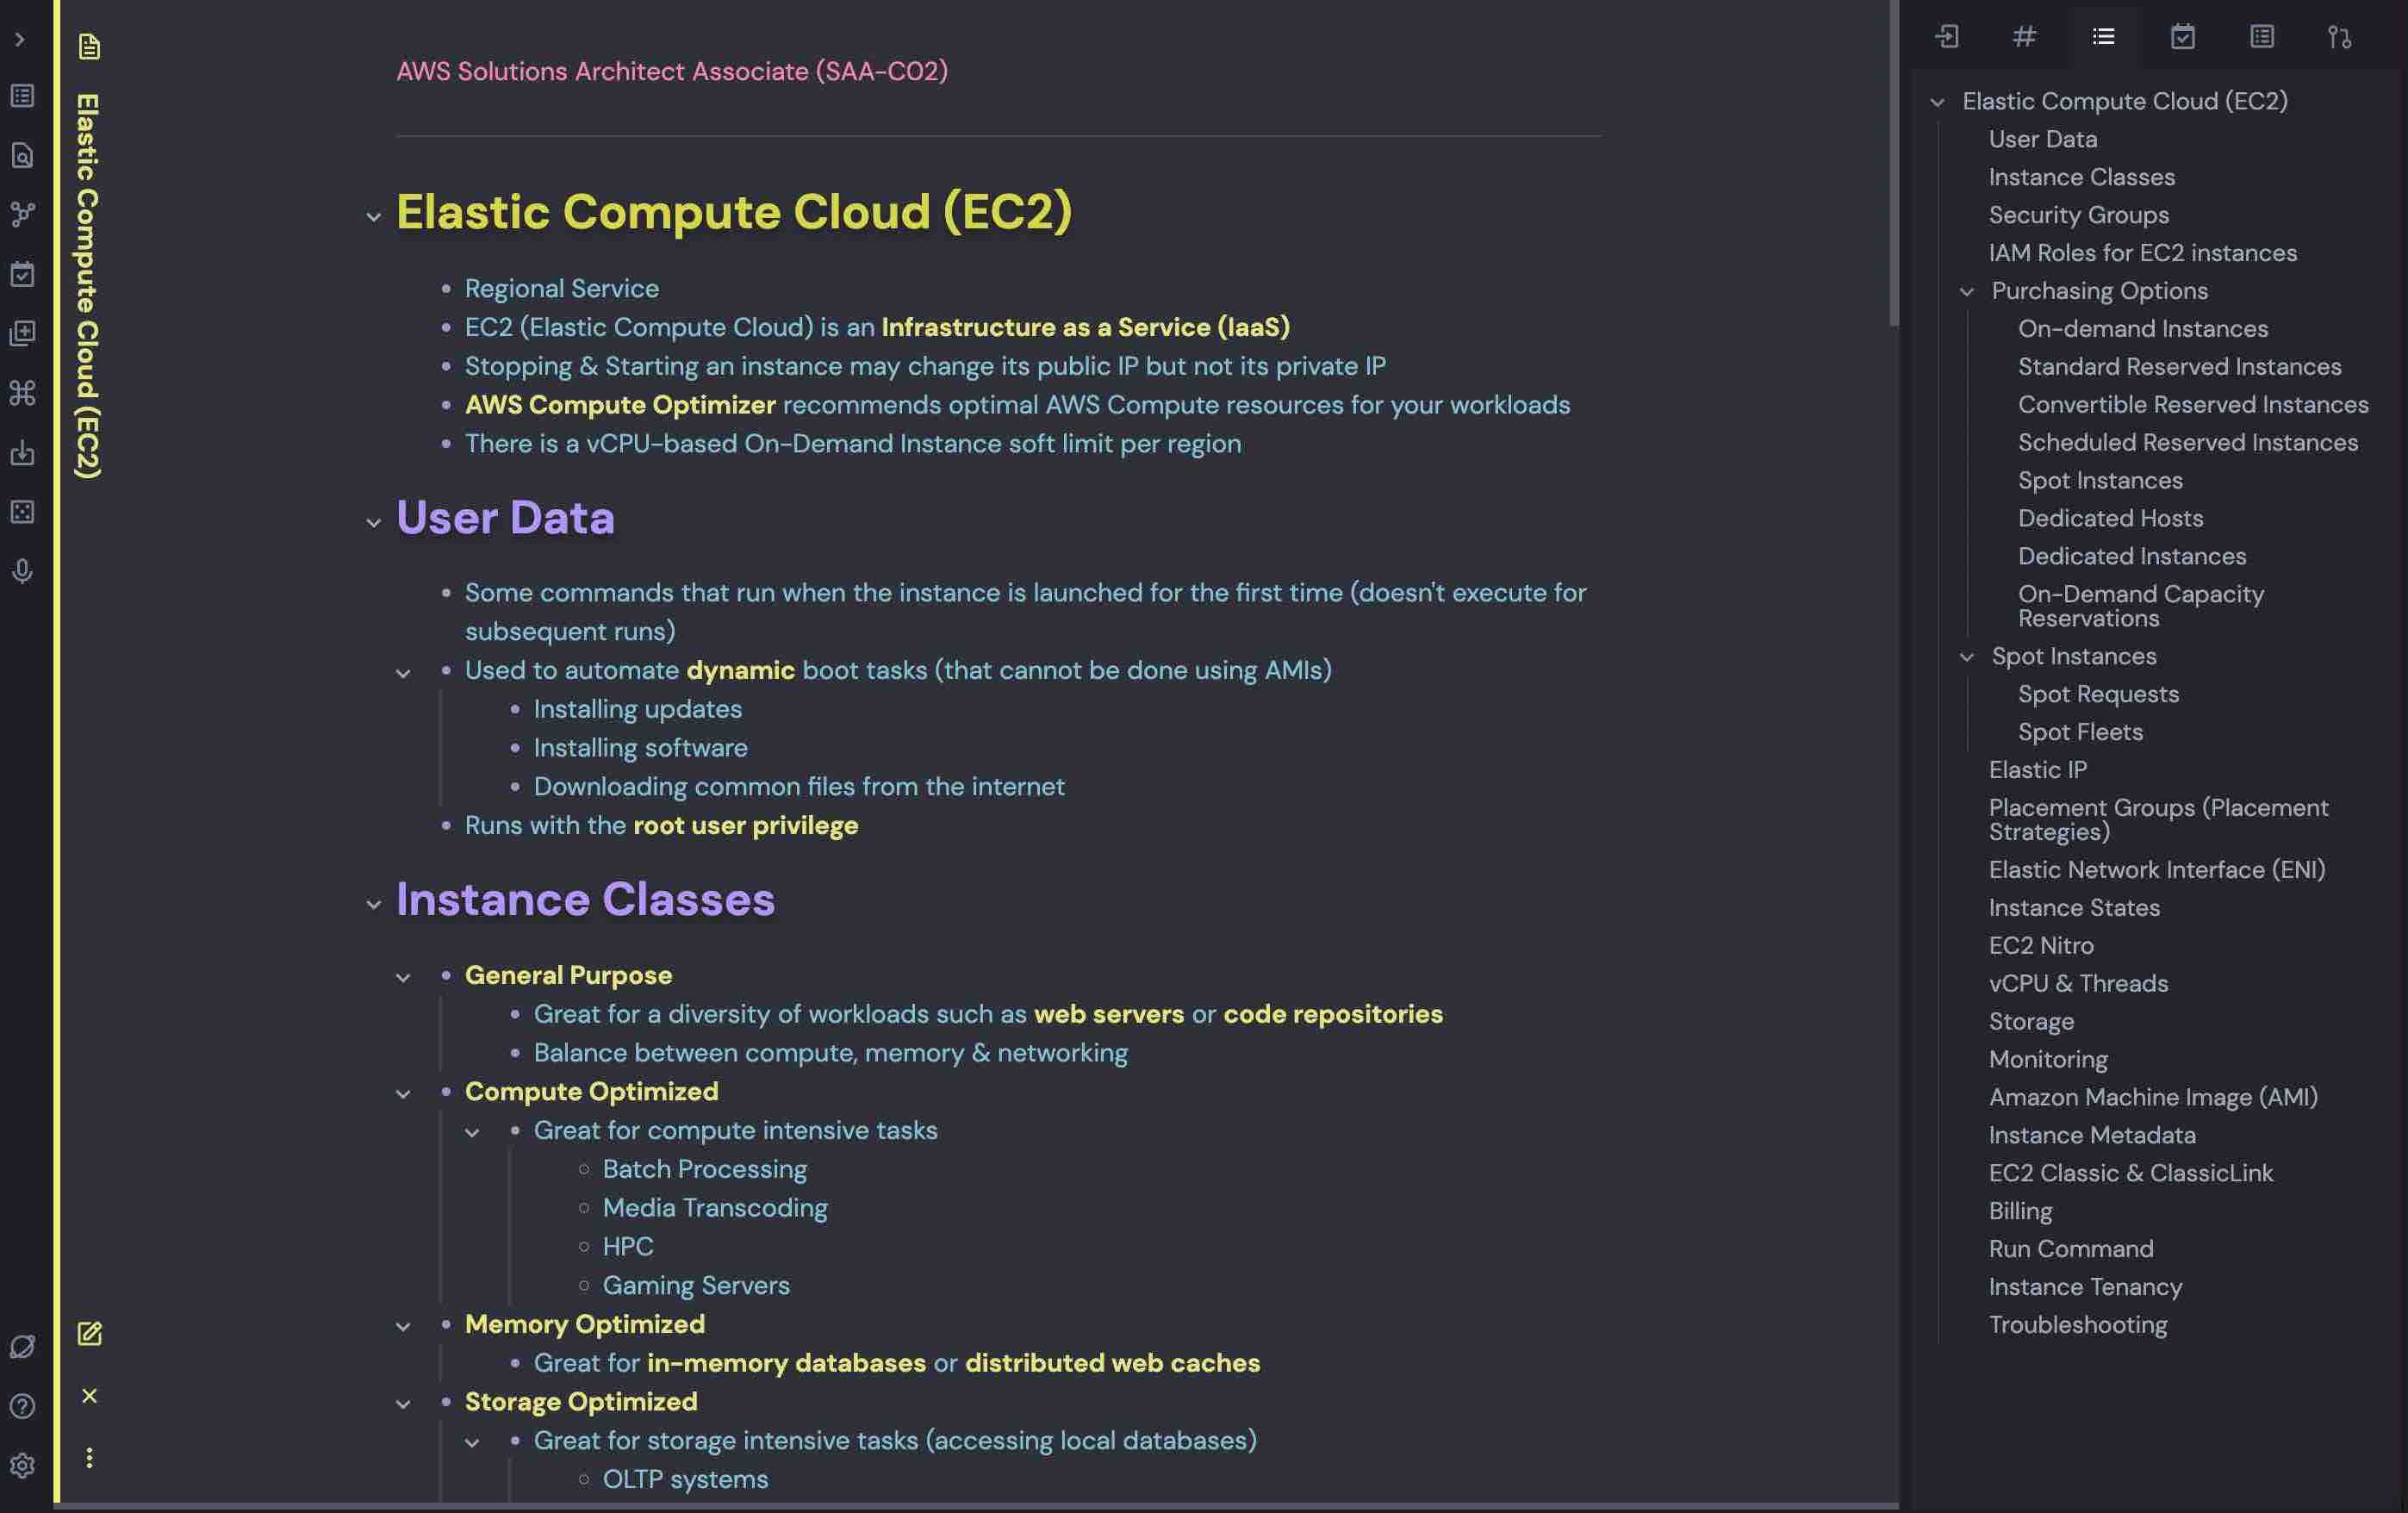 Elastic Compute Cloud (EC2)
AWS Solutions Architect Associate (SAA-C02)
Elastic Compute Cloud (EC2)
Regional Service
EC2 (Elastic Compute Cloud) is an Infrastructure as a Service (IaaS)
Stopping & Starting an instance may change its public IP but not its private IP
AWS Compute Optimizer recommends optimal AWS Compute resources for your workloads
There is a vCPU-based On-Demand Instance soft limit per region
User Data
Some commands that run when the instance is launched for the first time (doesn't execute for
subsequent runs)
Used to automate dynamic boot tasks (that cannot be done using AMIs)
Installing updates
Installing software
Downloading common files from the internet
Runs with the root user privilege
Instance Classes
General Purpose
Great for a diversity of workloads such as web servers or code repositories
Balance between compute, memory & networking
Compute Optimized
Great for compute intensive tasks
Batch Processing
Media Transcoding
HPC
Gaming Servers
Memory Optimized
Great for in-memory databases or distributed web caches
Storage Optimized
Great for storage intensive tasks (accessing local databases)
OLTP systems
Elastic Compute Cloud (EC2)
User Data
Instance Classes
Security Groups
IAM Roles for EC2 instances
Purchasing Options
On-demand Instances
Standard Reserved Instances
Convertible Reserved Instances
Scheduled Reserved Instances
Spot Instances
Dedicated Hosts
Dedicated Instances
On-Demand Capacity
Reservations
Spot Instances
Spot Requests
Spot Fleets
Elastic IP
Placement Groups (Placement
Strategies)
Elastic Network Interface (ENI)
Instance States
EC2 Nitro
vCPU & Threads
Storage
Monitoring
Amazon Machine Image (AMI)
Instance Metadata
EC2 Classic & ClassicLink
Billing
Run Command
Instance Tenancy
Troubleshooting